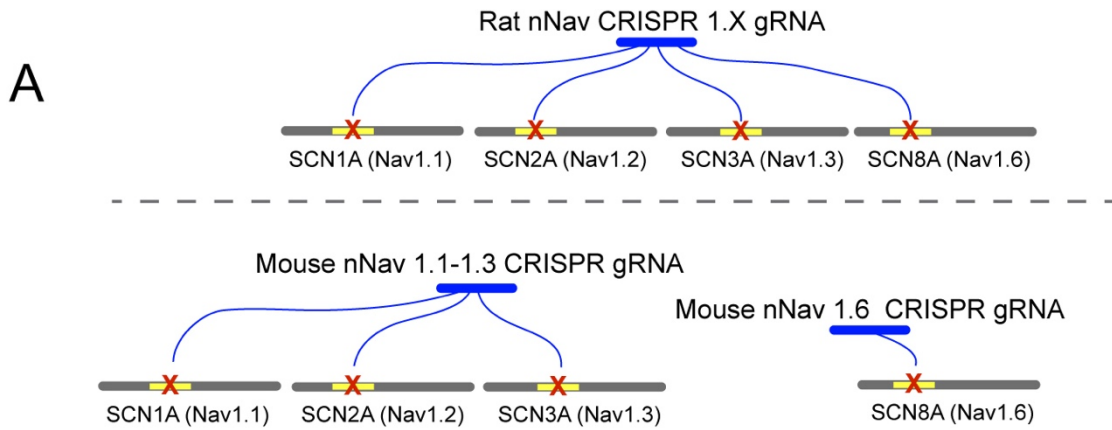 A
Rat nNav CRISPR 1.X gRNA
X X X X
SCN1A (Nav1.1) SCN2A (Nav1.2) SCN3A (Nav1.3) SCN8A (Nav1.6)
Mouse nNav 1.1-1.3 CRISPR gRNA
Mouse nNav 1.6 CRISPR gRNA
X X X X
SCN1A (Nav1.1) SCN2A (Nav1.2) SCN3A (Nav1.3) SCN8A (Nav1.6)